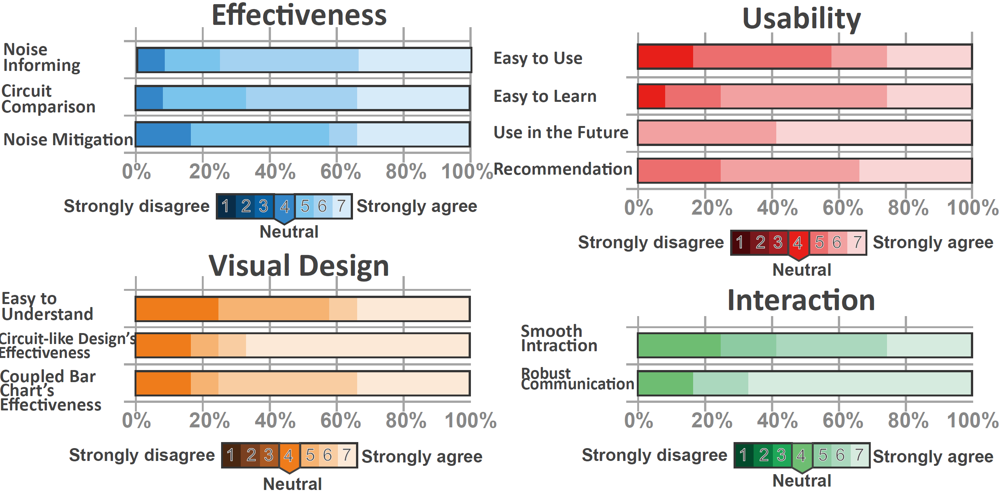 Effectiveness
Noise
Informing
Circuit
Comparison
Noise Mitigation
0% 20% 40% 60% 80% 100%
Strongly disagree 1 2 3 4 5 6 7 Strongly agree
Neutral
Usability
Easy to Use
Easy to Learn
Use in the Future
Recommendation
0% 20% 40% 60% 80% 100%
Strongly disagree 1 2 3 4 5 6 7 Strongly agree
Neutral
Visual Design
Easy to
Understand
Circuit-like Design’s
Effectiveness
Coupled Bar
Chart’s
Effectiveness
0% 20% 40% 60% 80% 100%
Strongly disagree 1 2 3 4 5 6 7 Strongly agree
Neutral
Interaction
Smooth
Intraction
Robust
Communication
0% 20% 40% 60% 80% 100%
Strongly disagree 1 2 3 4 5 6 7 Strongly agree
Neutral